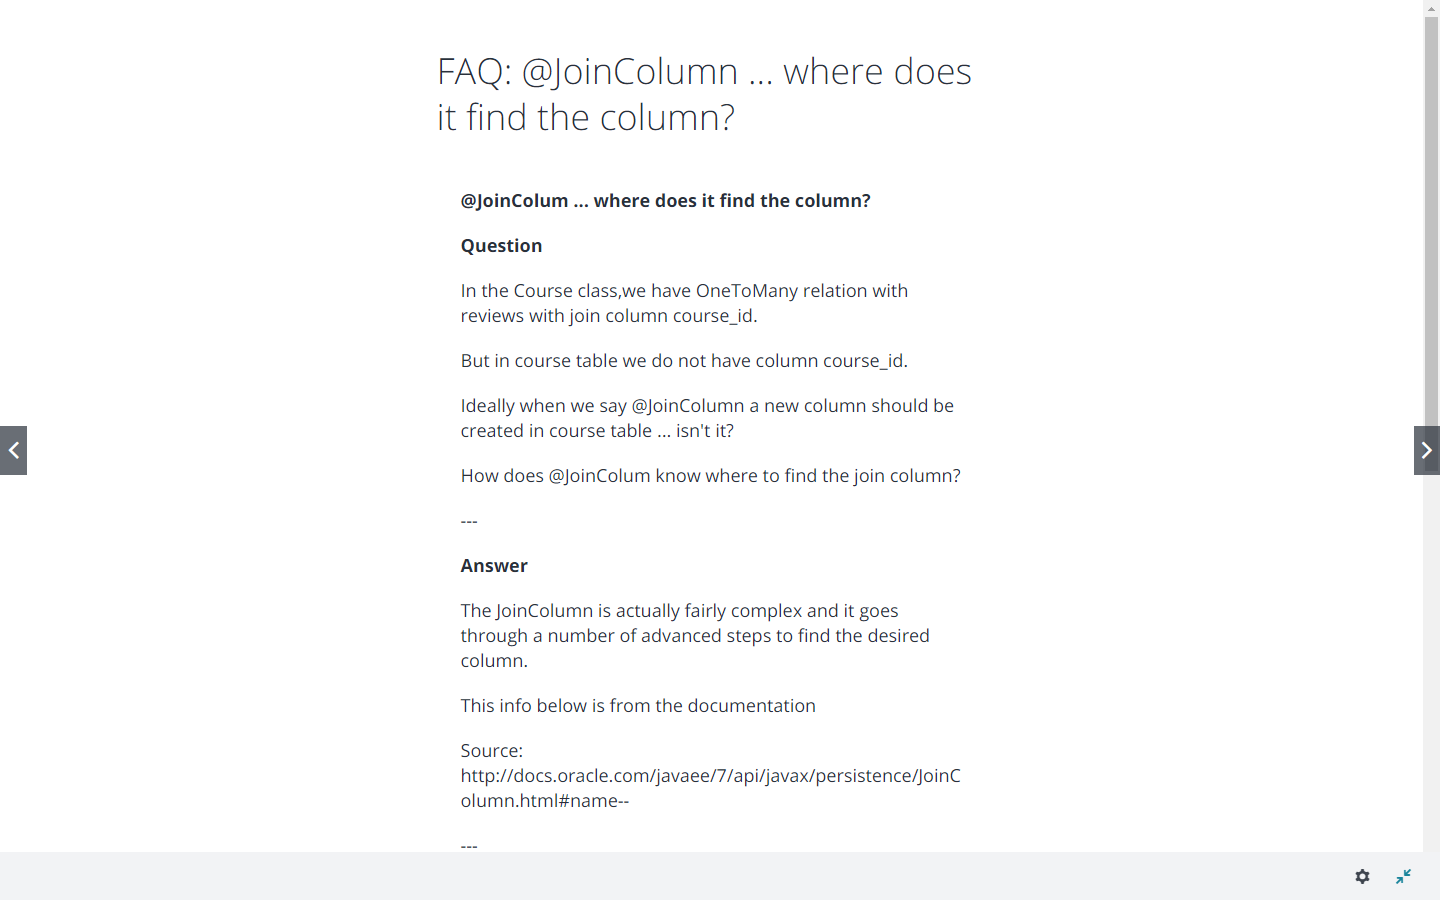 FAQ: @JoinColumn ... where does
it find the column?
@JoinColum ... where does it find the column?
Question
In the Course class,we have OneToMany relation with
reviews with join column course_id.
But in course table we do not have column course_id.
Ideally when we say @JoinColumn a new column should be
created in course table ... isn't it?
How does @JoinColum know where to find the join column?
---
Answer
The JoinColumn is actually fairly complex and it goes
through a number of advanced steps to find the desired
column.
This info below is from the documentation
Source:
http://docs.oracle.com/javaee/7/api/javax/persistence/JoinC
olumn.html#name--
---